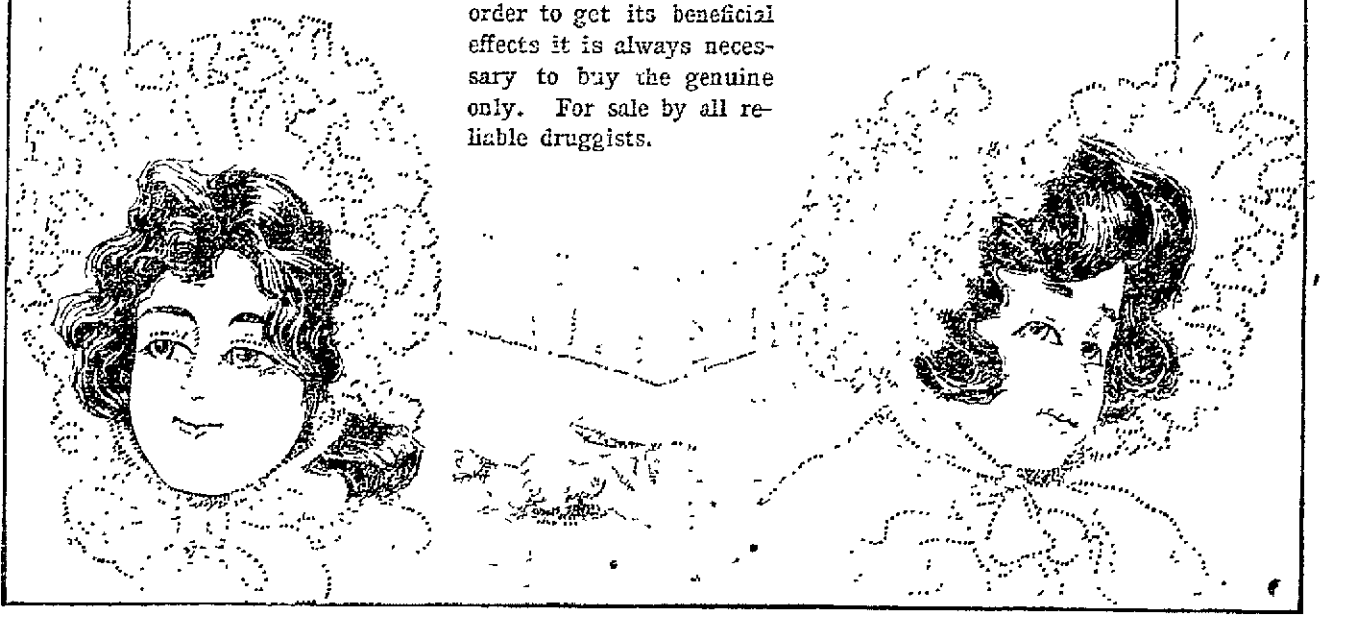 order to get its beneficial
effects it is always neces-
sary to buy the genuine
only. For sale by all re-
liable druggists.